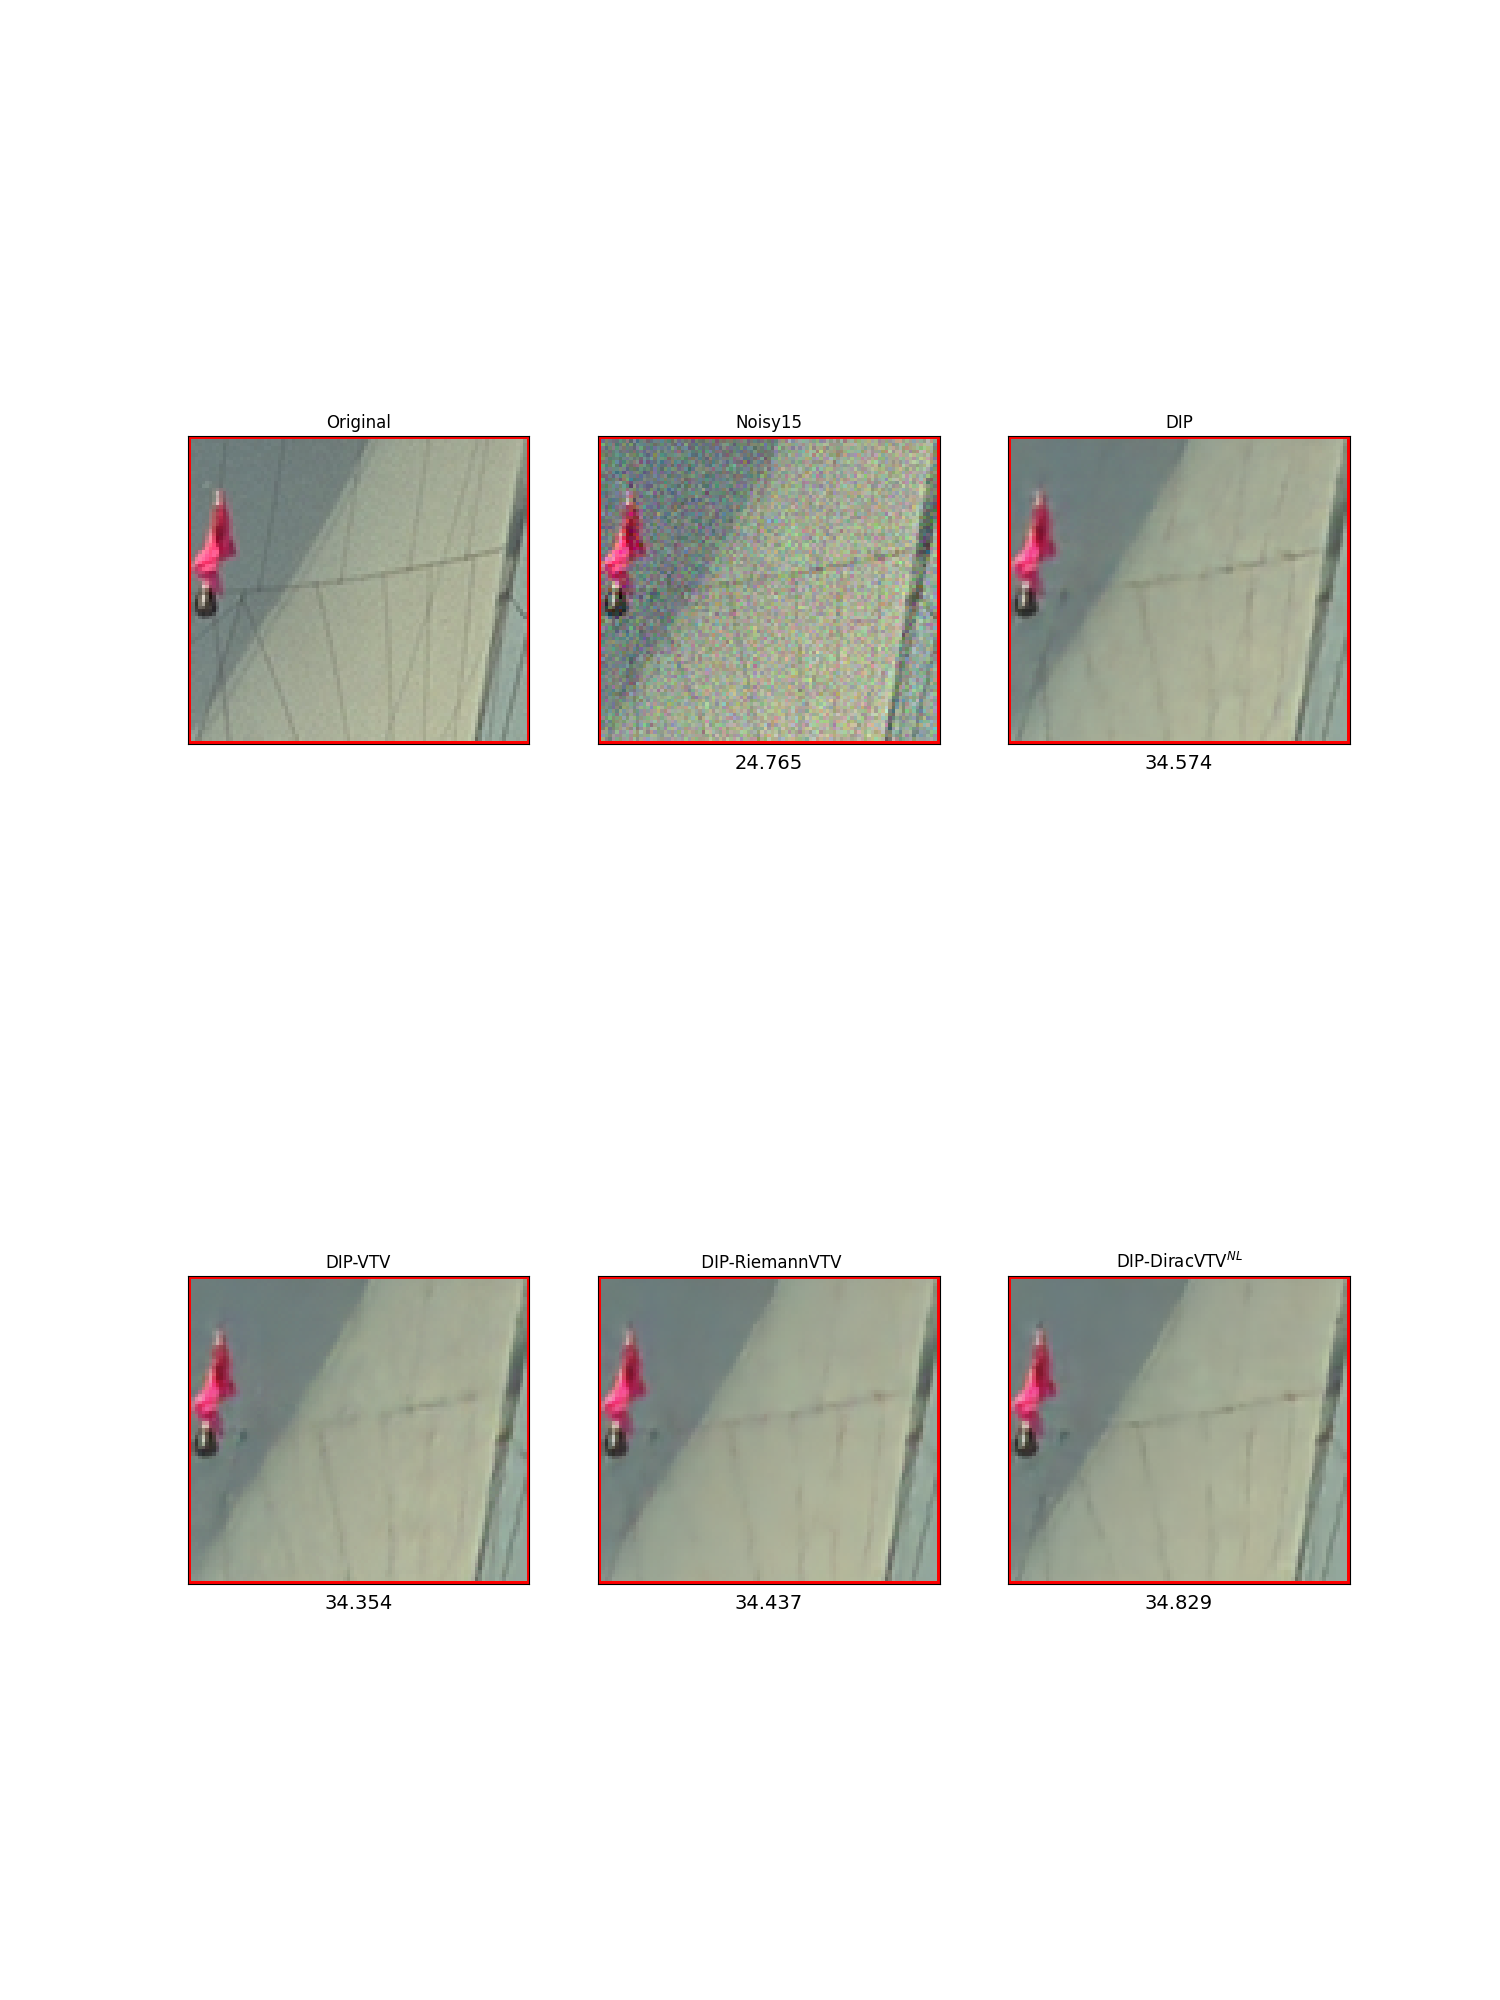 Original
Noisy15
DIP
24.765
34.574
DIP-VTV
DIP-RiemannVTV
DIP-DiracVTV^NL
34.354
34.437
34.829